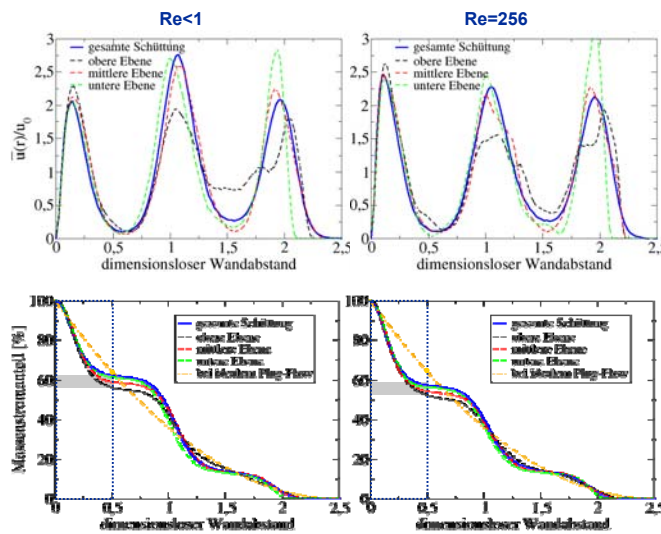 Re<1
Re=256
gesamte Schüttung
obere Ebene
mittlere Ebene
untere Ebene
ū(r)/u₀
3
2,5
2
1,5
1
0,5
0
0 0,5 1 1,5 2 2,5
dimensionsloser Wandabstand
gesamte Schüttung
obere Ebene
mittlere Ebene
untere Ebene
3
2,5
2
1,5
1
0,5
0
0 0,5 1 1,5 2 2,5
dimensionsloser Wandabstand
Massenstromanteil [%]
100
80
60
40
20
0
gesamte Schüttung
obere Ebene
mittlere Ebene
untere Ebene
bei idealem Plug-Flow
0 0,5 1 1,5 2 2,5
dimensionsloser Wandabstand
100
80
60
40
20
0
gesamte Schüttung
obere Ebene
mittlere Ebene
untere Ebene
bei idealem Plug-Flow
0 0,5 1 1,5 2 2,5
dimensionsloser Wandabstand